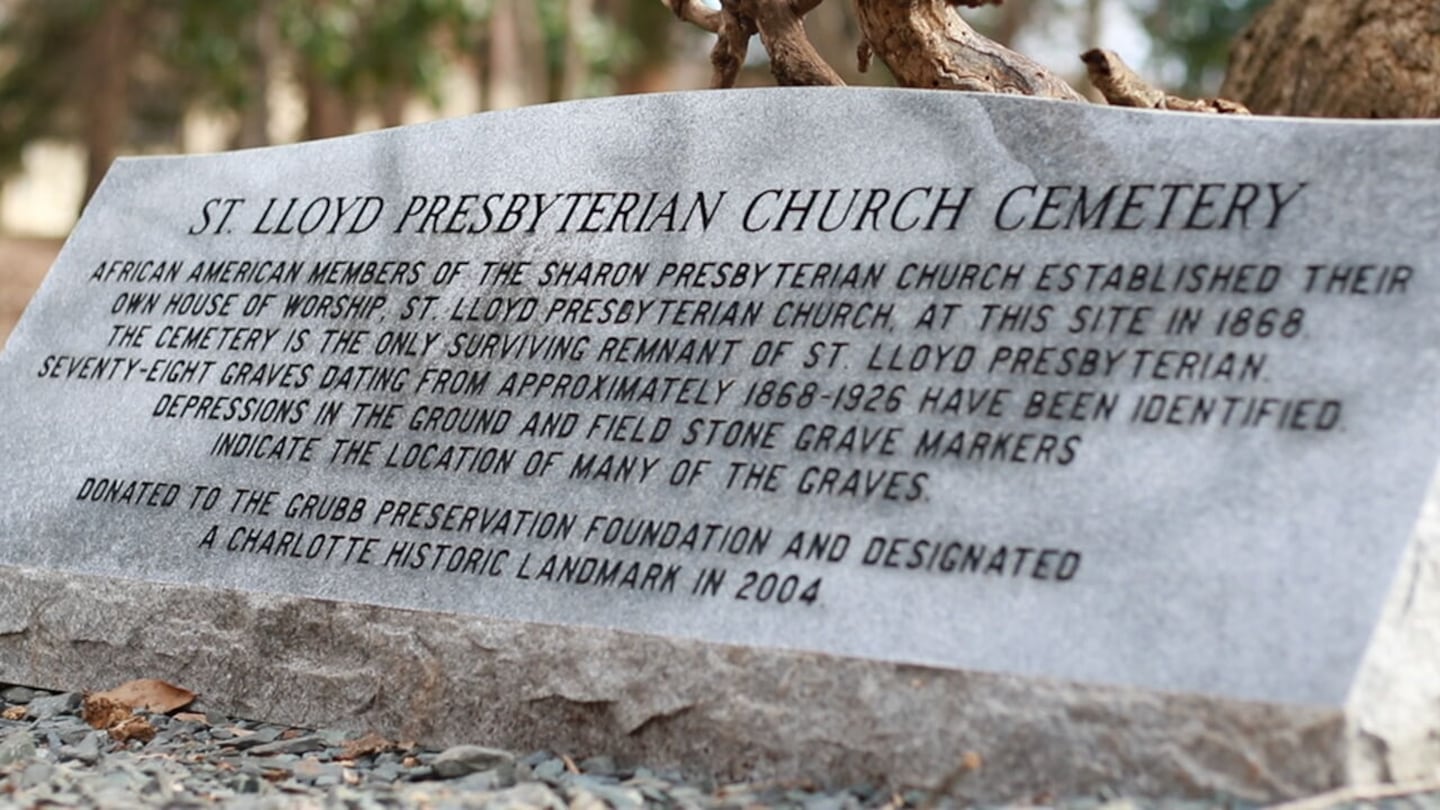 ST. LLOYD PRESBYTERIAN CHURCH CEMETERY
AFRICAN AMERICAN MEMBERS OF THE SHARON PRESBYTERIAN CHURCH ESTABLISHED THEIR
OWN HOUSE OF WORSHIP, ST. LLOYD PRESBYTERIAN CHURCH, AT THIS SITE IN 1868.
THE CEMETERY IS THE ONLY SURVIVING REMNANT OF ST. LLOYD PRESBYTERIAN.
SEVENTY-EIGHT GRAVES DATING FROM APPROXIMATELY 1868-1926 HAVE BEEN IDENTIFIED.
DEPRESSIONS IN THE GROUND AND FIELD STONE GRAVE MARKERS
INDICATE THE LOCATION OF MANY OF THE GRAVES.
DONATED TO THE GRUBB PRESERVATION FOUNDATION AND DESIGNATED
A CHARLOTTE HISTORIC LANDMARK IN 2004.